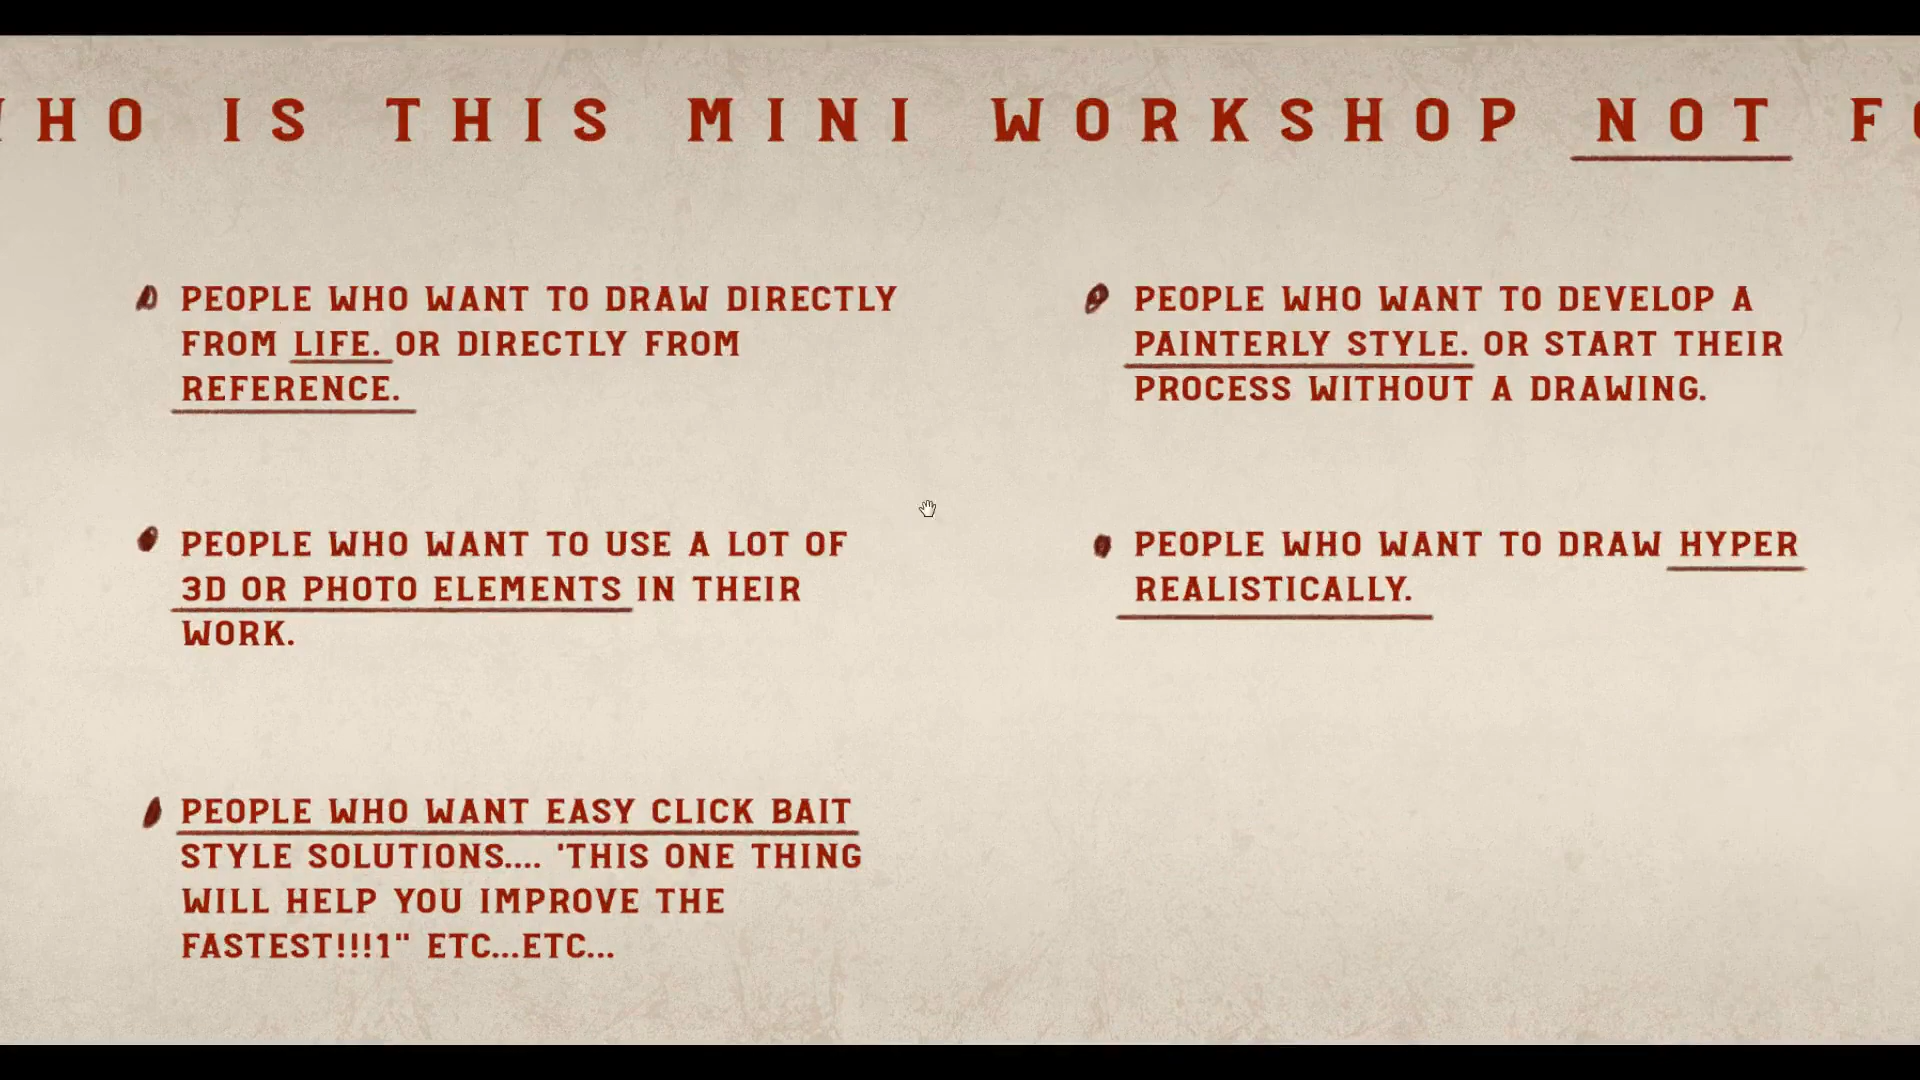 WHO IS THIS MINI WORKSHOP NOT FO
PEOPLE WHO WANT TO DRAW DIRECTLY
FROM LIFE. OR DIRECTLY FROM
REFERENCE.
PEOPLE WHO WANT TO USE A LOT OF
3D OR PHOTO ELEMENTS IN THEIR
WORK.
PEOPLE WHO WANT EASY CLICK BAIT
STYLE SOLUTIONS.... 'THIS ONE THING
WILL HELP YOU IMPROVE THE
FASTEST!!!1" ETC...ETC...
PEOPLE WHO WANT TO DEVELOP A
PAINTERLY STYLE. OR START THEIR
PROCESS WITHOUT A DRAWING.
PEOPLE WHO WANT TO DRAW HYPER
REALISTICALLY.